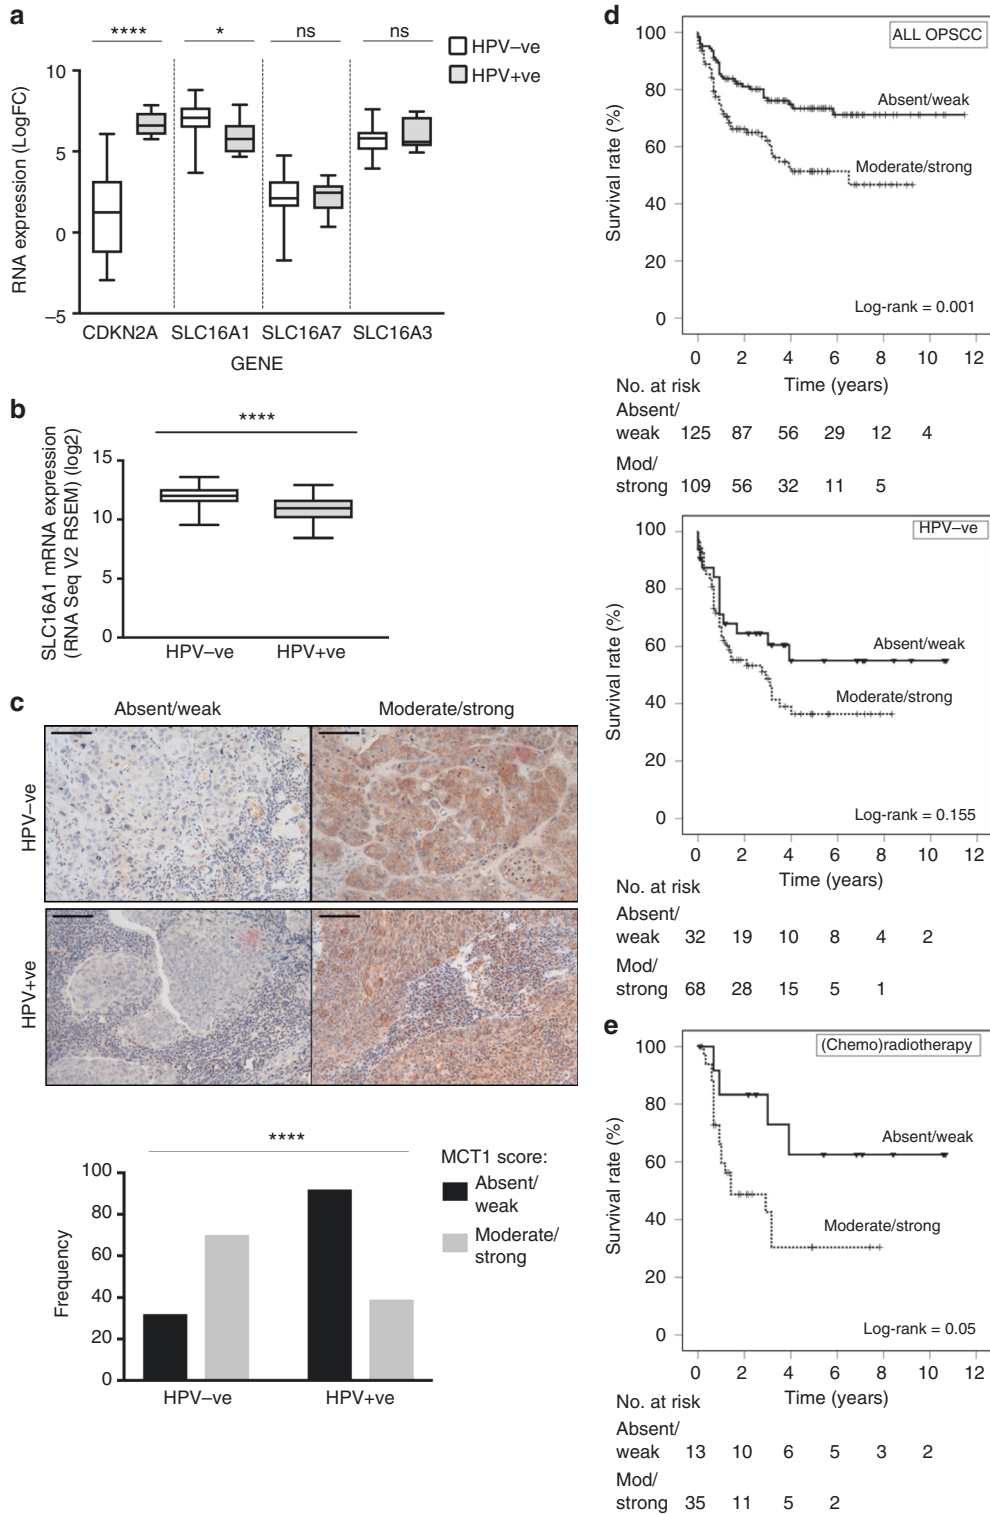 a
**** * ns ns
HPV–ve
HPV+ve
RNA expression (LogFC)
10
5
0
–5
CDKN2A SLC16A1 SLC16A7 SLC16A3
GENE
b
****
SLC16A1 mRNA expression
(RNA Seq V2 RSEM) (log2)
15
10
5
0
HPV–ve HPV+ve
c
Absent/weak Moderate/strong
HPV–ve
HPV+ve
****
MCT1 score:
Absent/
weak
Moderate/
strong
Frequency
100
80
60
40
20
0
HPV–ve HPV+ve
d
ALL OPSCC
Survival rate (%)
100
80
60
40
20
0
Absent/weak
Moderate/strong
Log-rank = 0.001
0 2 4 6 8 10 12
Time (years)
No. at risk
Absent/
weak 125 87 56 29 12 4
Mod/
strong 109 56 32 11 5
HPV–ve
Survival rate (%)
100
80
60
40
20
0
Absent/weak
Moderate/strong
Log-rank = 0.155
0 2 4 6 8 10 12
Time (years)
No. at risk
Absent/
weak 32 19 10 8 4 2
Mod/
strong 68 28 15 5 1
e
(Chemo)radiotherapy
Survival rate (%)
100
80
60
40
20
0
Absent/weak
Moderate/strong
Log-rank = 0.05
0 2 4 6 8 10 12
Time (years)
No. at risk
Absent/
weak 13 10 6 5 3 2
Mod/
strong 35 11 5 2